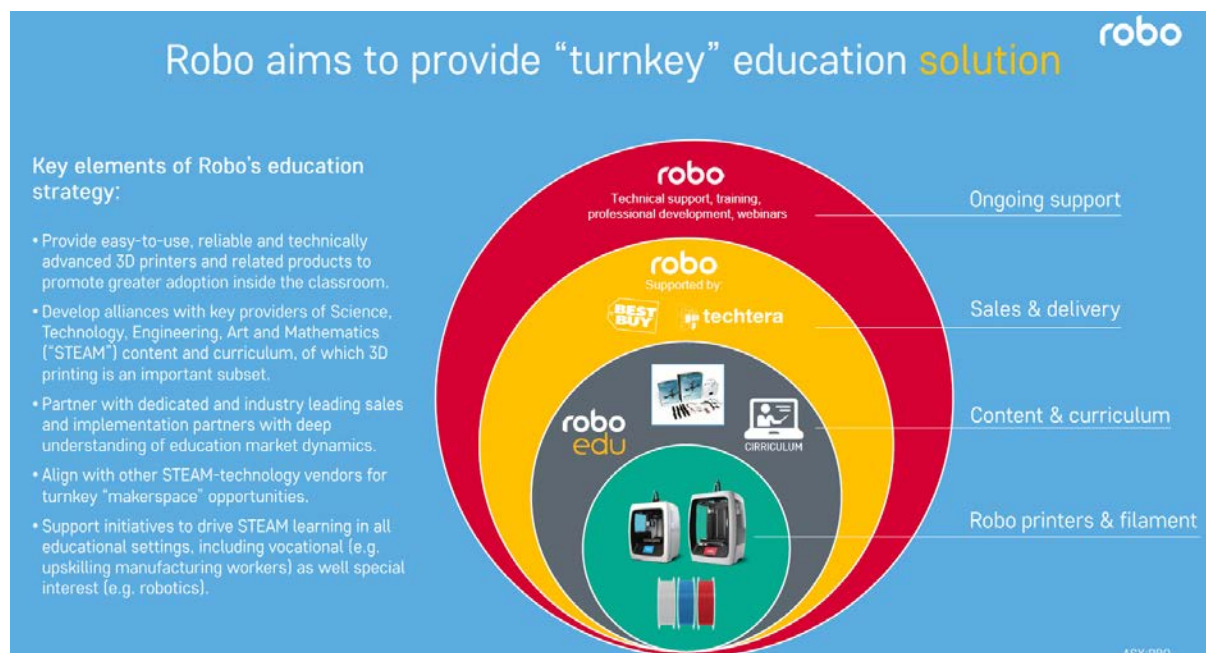 robo
Robo aims to provide “turnkey” education solution
Key elements of Robo’s education
strategy:
• Provide easy-to-use, reliable and technically
advanced 3D printers and related products to
promote greater adoption inside the classroom.
• Develop alliances with key providers of Science,
Technology, Engineering, Art and Mathematics
(“STEAM”) content and curriculum, of which 3D
printing is an important subset.
• Partner with dedicated and industry leading sales
and implementation partners with deep
understanding of education market dynamics.
• Align with other STEAM-technology vendors for
turnkey “makerspace” opportunities.
• Support initiatives to drive STEAM learning in all
educational settings, including vocational (e.g.
upskilling manufacturing workers) as well special
interest (e.g. robotics).
robo
Technical support, training,
professional development, webinars
Ongoing support
robo
Supported by:
BEST
BUY
techtera
Sales & delivery
robo
edu
CIRRICULUM
Content & curriculum
Robo printers & filament